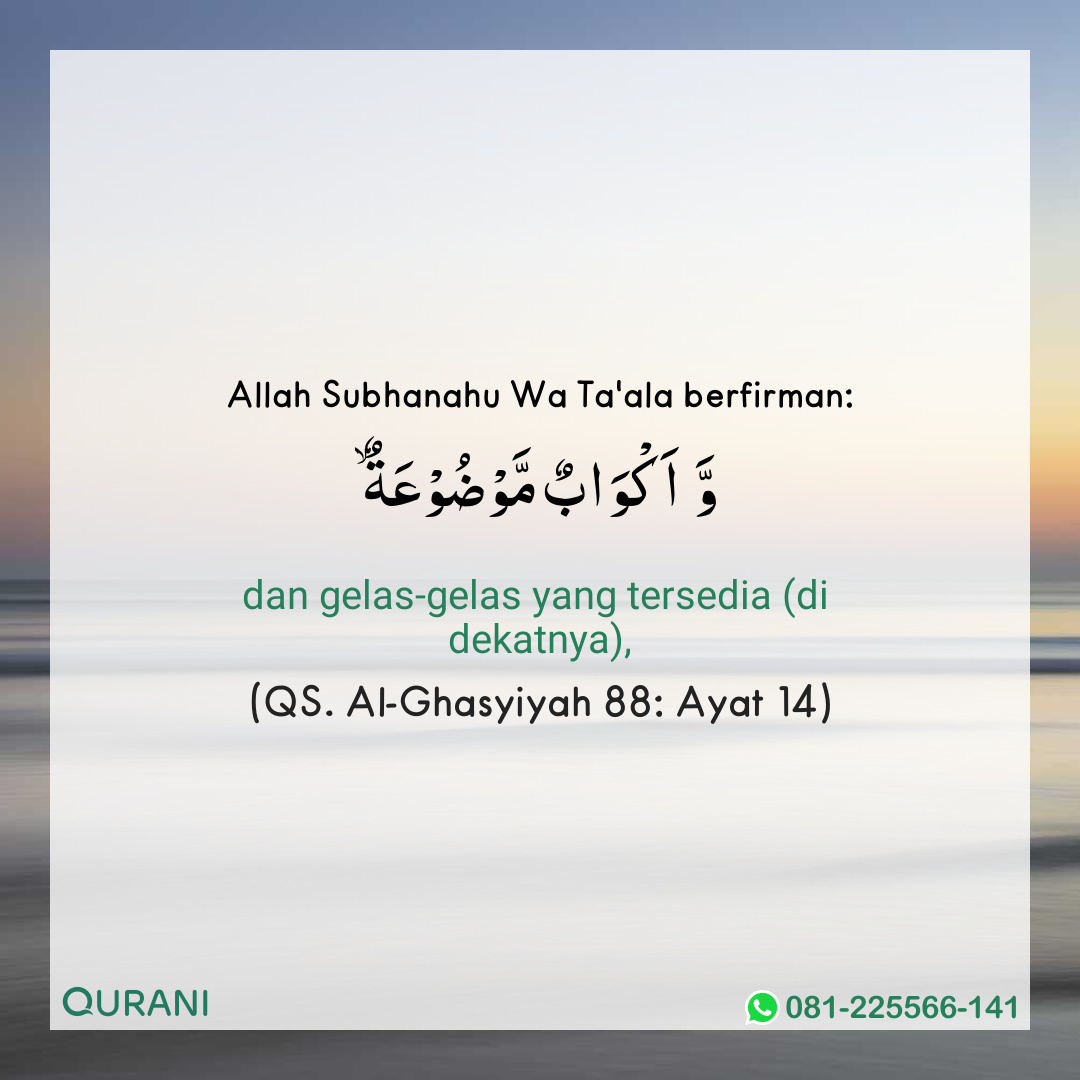 Allah Subhanahu Wa Ta'ala berfirman:
وَّ اَكْوَا بٌ مَّوْضُوْعَةٌ ۙ
dan gelas-gelas yang tersedia (di
dekatnya),
(QS. Al-Ghasyiyah 88: Ayat 14)
QURANI
081-225566-141